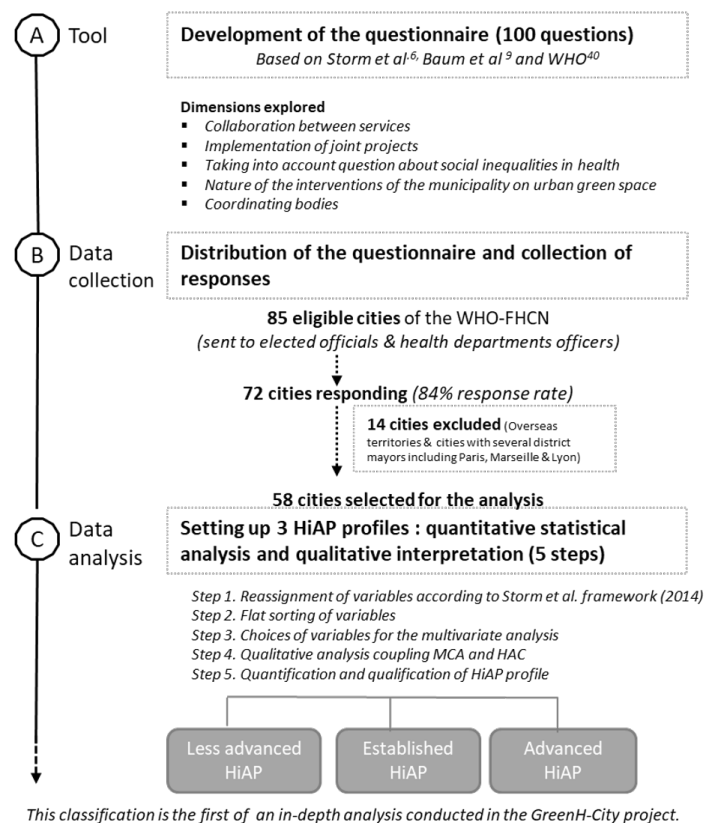 A Tool
Development of the questionnaire (100 questions)
Based on Storm et al.6, Baum et al 9 and WHO40
Dimensions explored
▪ Collaboration between services
▪ Implementation of joint projects
▪ Taking into account question about social inequalities in health
▪ Nature of the interventions of the municipality on urban green space
▪ Coordinating bodies
B Data
collection
Distribution of the questionnaire and collection of
responses
85 eligible cities of the WHO-FHCN
(sent to elected officials & health departments officers)
72 cities responding (84% response rate)
14 cities excluded (Overseas
territories & cities with several district
mayors including Paris, Marseille & Lyon)
58 cities selected for the analysis
C Data
analysis
Setting up 3 HiAP profiles : quantitative statistical
analysis and qualitative interpretation (5 steps)
Step 1. Reassignment of variables according to Storm et al. framework (2014)
Step 2. Flat sorting of variables
Step 3. Choices of variables for the multivariate analysis
Step 4. Qualitative analysis coupling MCA and HAC
Step 5. Quantification and qualification of HiAP profile
Less advanced
HiAP
Established
HiAP
Advanced
HiAP
This classification is the first of an in-depth analysis conducted in the GreenH-City project.